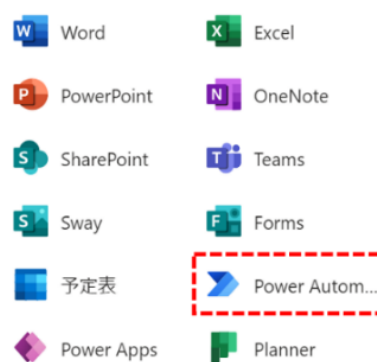 Word
Excel
PowerPoint
OneNote
SharePoint
Teams
Sway
Forms
予定表
Power Autom...
Power Apps
Planner